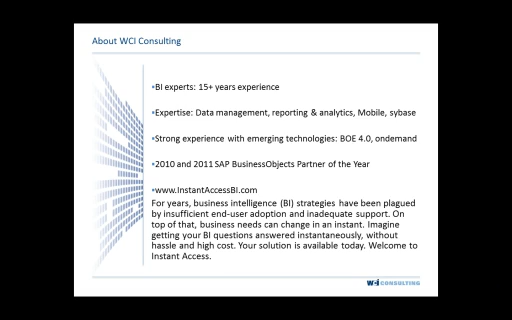 About WCI Consulting
▪BI experts: 15+ years experience
▪Expertise: Data management, reporting & analytics, Mobile, sybase
▪Strong experience with emerging technologies: BOE 4.0, ondemand
▪2010 and 2011 SAP BusinessObjects Partner of the Year
▪www.InstantAccessBI.com
For years, business intelligence (BI) strategies have been plagued
by insufficient end-user adoption and inadequate support. On
top of that, business needs can change in an instant. Imagine
getting your BI questions answered instantaneously, without
hassle and high cost. Your solution is available today. Welcome to
Instant Access.
WCI CONSULTING